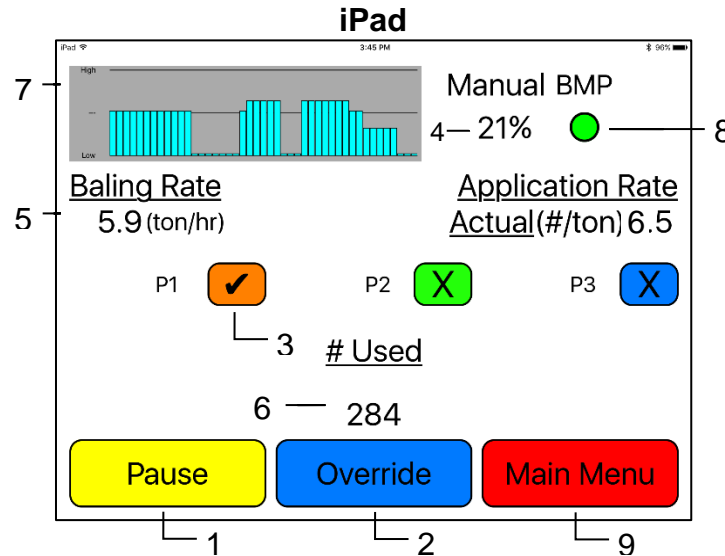 iPad
iPad 3:45 PM 96%
High
---
Low
7
Manual BMP
4 21%
8
Baling Rate
5.9 (ton/hr)
5
Application Rate
Actual(#/ton) 6.5
P1 ✔ P2 X P3 X
3
# Used
6 284
Pause Override Main Menu
1 2 9